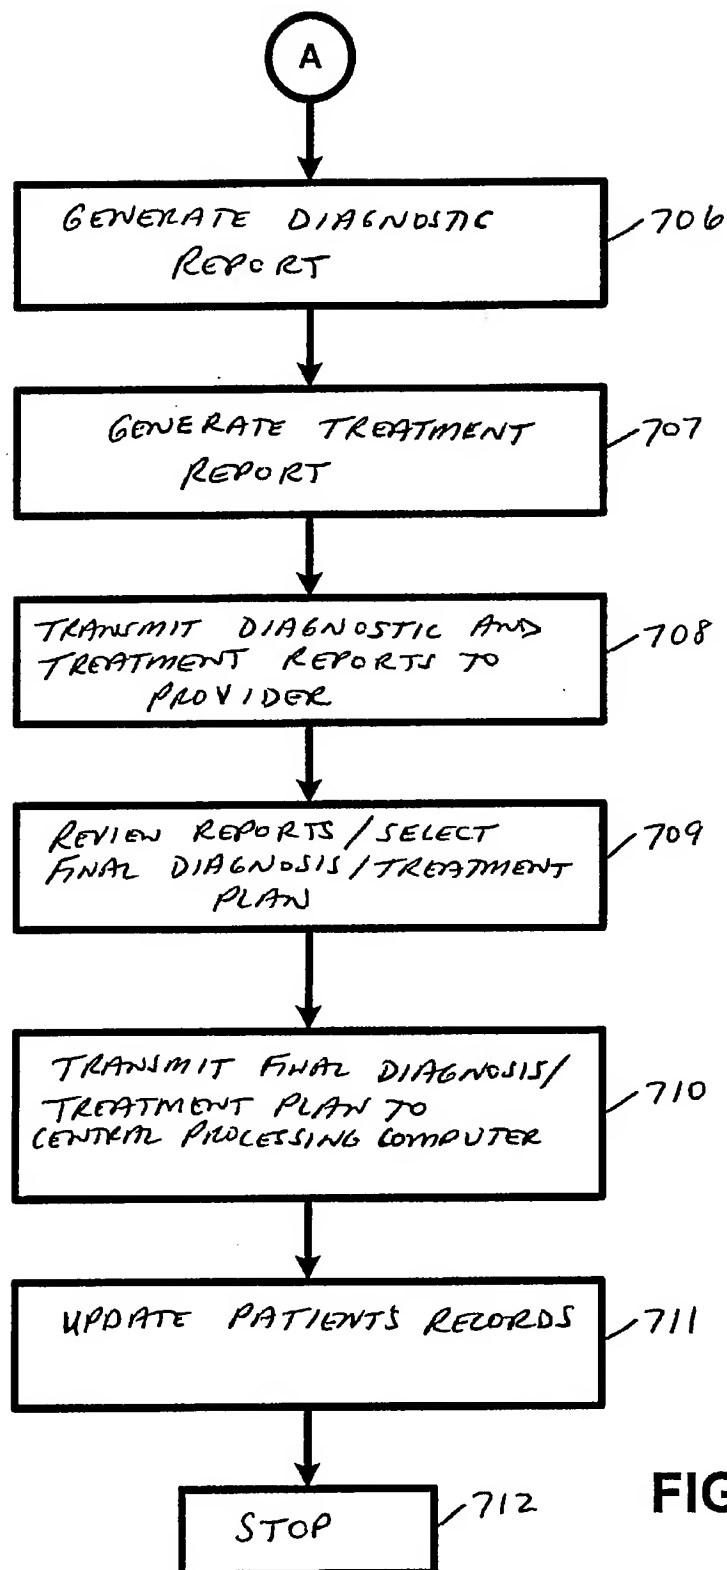 A
GENERATE DIAGNOSTIC
REPORT
706
GENERATE TREATMENT
REPORT
707
TRANSMIT DIAGNOSTIC AND
TREATMENT REPORTS TO
PROVIDER
708
REVIEW REPORTS/SELECT
FINAL DIAGNOSIS/TREATMENT
PLAN
709
TRANSMIT FINAL DIAGNOSIS/
TREATMENT PLAN TO
CENTRAL PROCESSING COMPUTER
710
UPDATE PATIENT'S RECORDS
711
STOP
712
FIG